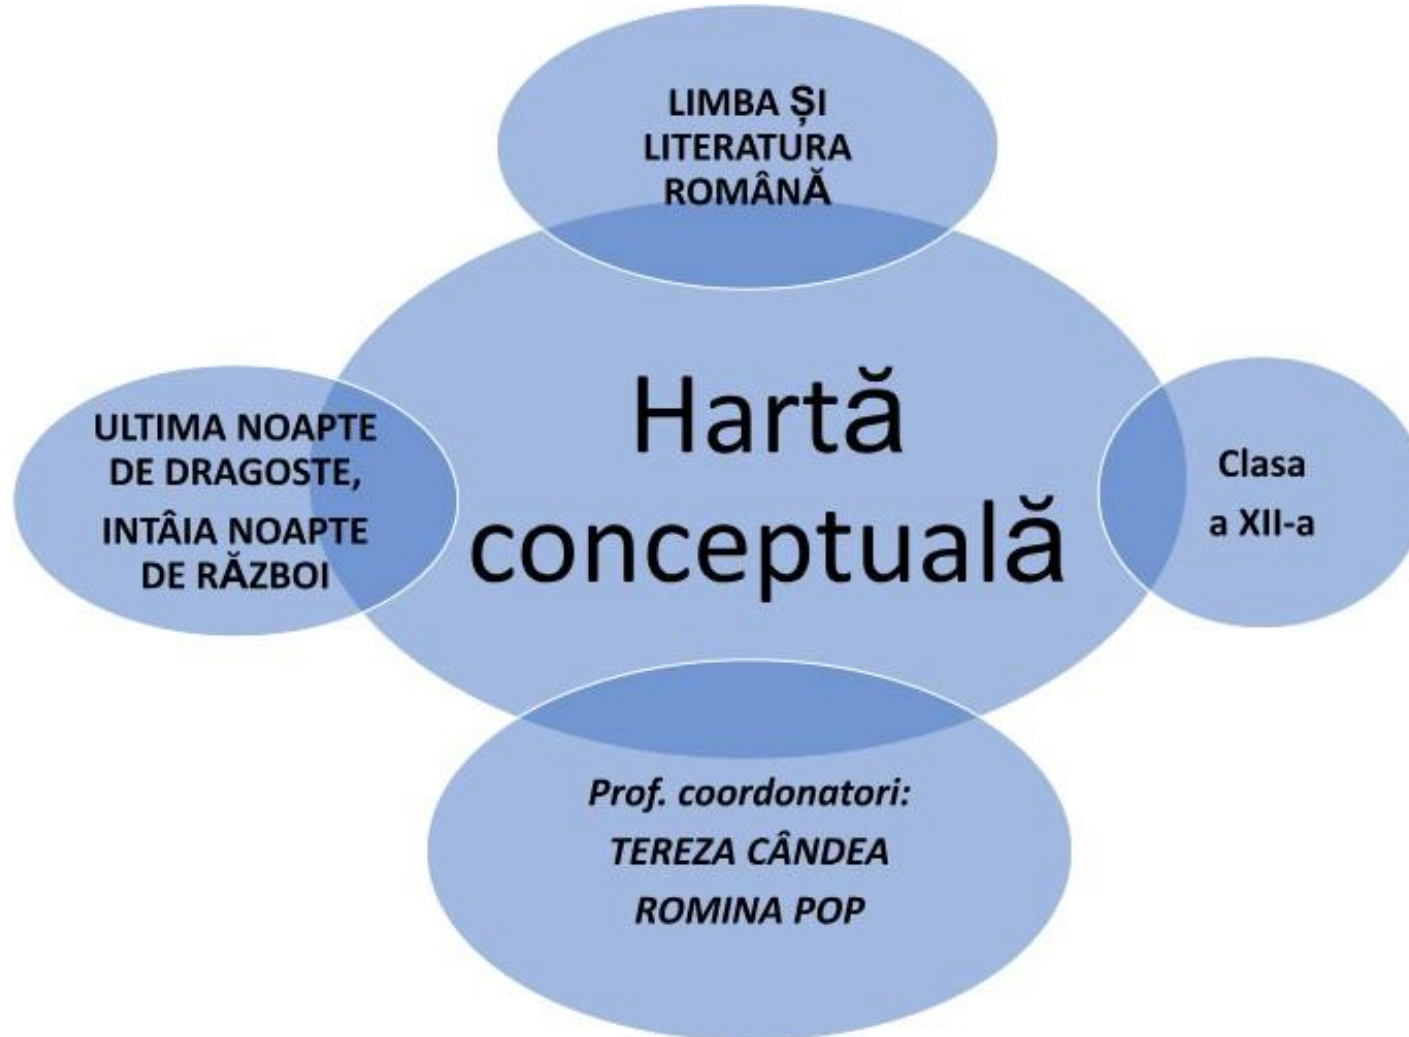 LIMBA ȘI
LITERATURA
ROMÂNĂ
Hartă
conceptuală
ULTIMA NOAPTE
DE DRAGOSTE,
INTÂIA NOAPTE
DE RĂZBOI
Clasa
a XII-a
Prof. coordonatori:
TEREZA CÂNDEA
ROMINA POP